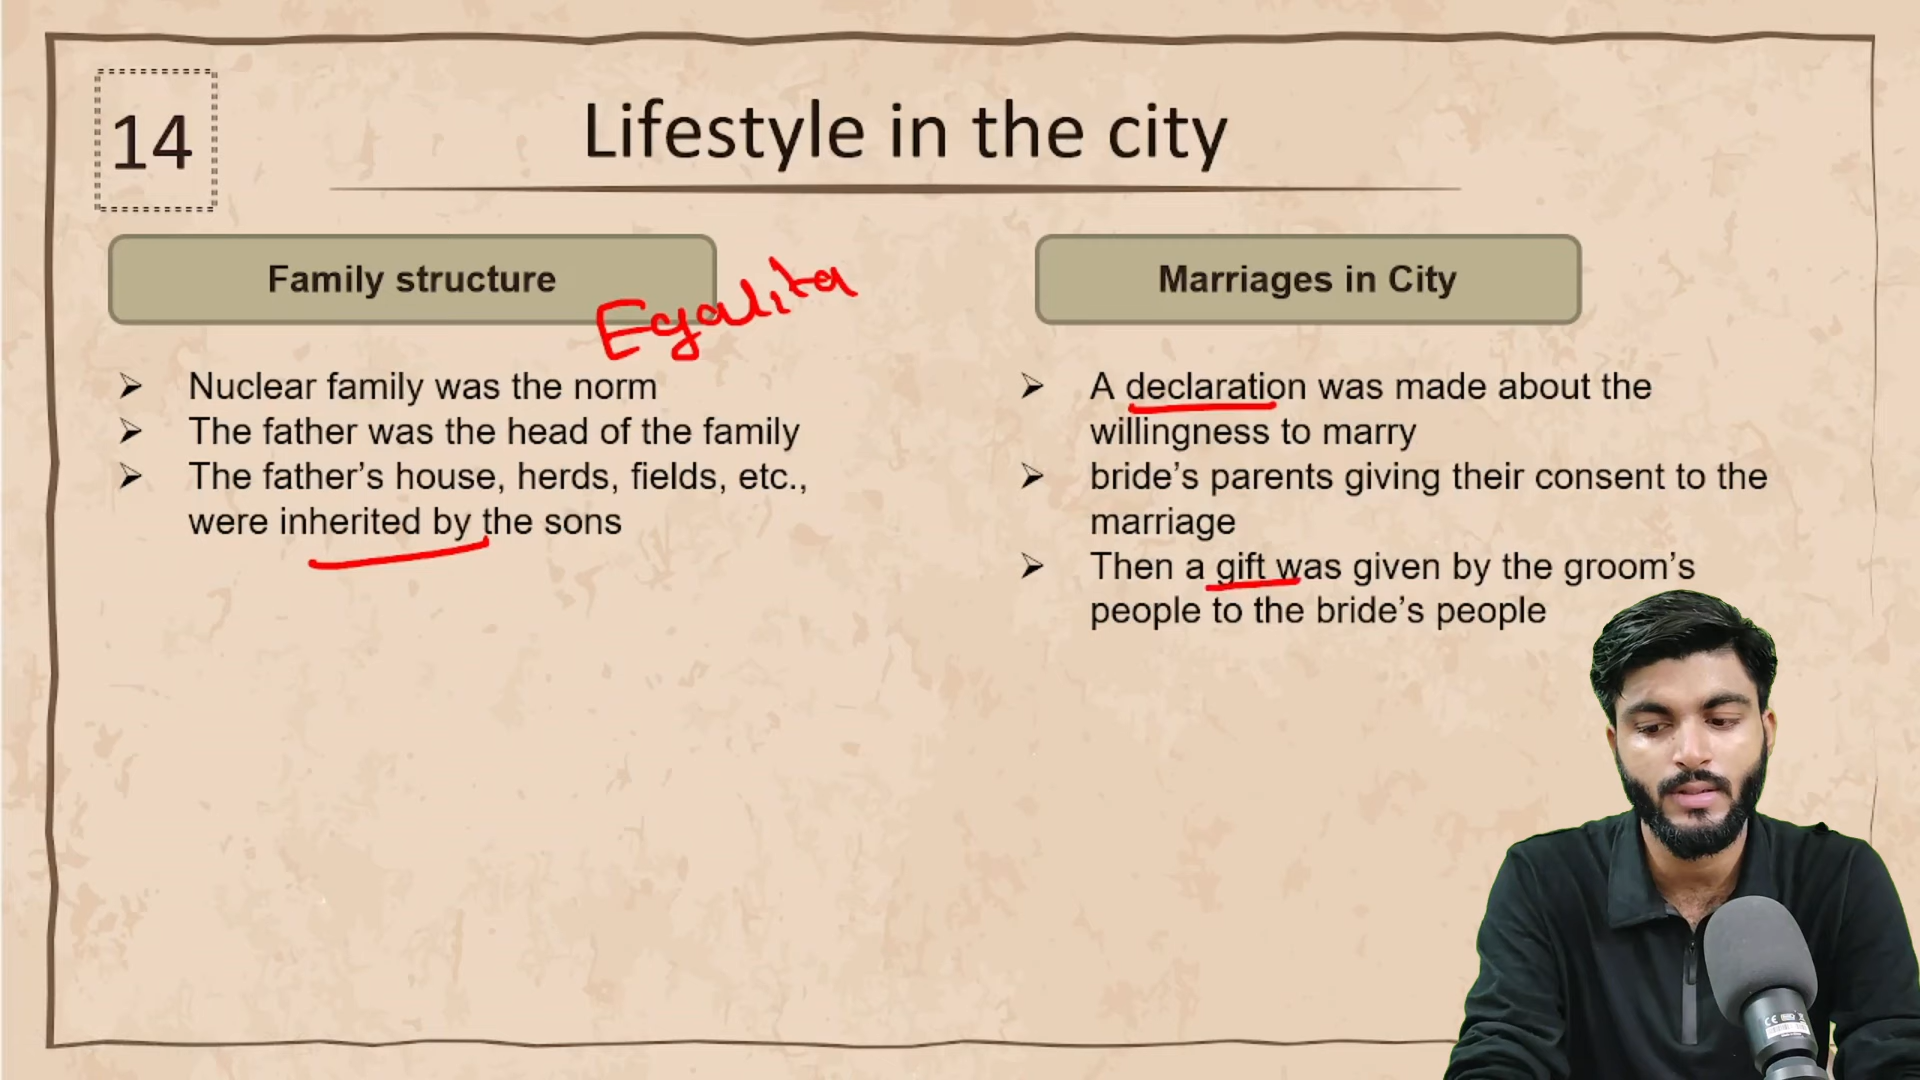 14
Lifestyle in the city
Family structure
Egalita
➤ Nuclear family was the norm
➤ The father was the head of the family
➤ The father’s house, herds, fields, etc.,
were inherited by the sons
Marriages in City
➤ A declaration was made about the
willingness to marry
➤ bride’s parents giving their consent to the
marriage
➤ Then a gift was given by the groom’s
people to the bride’s people